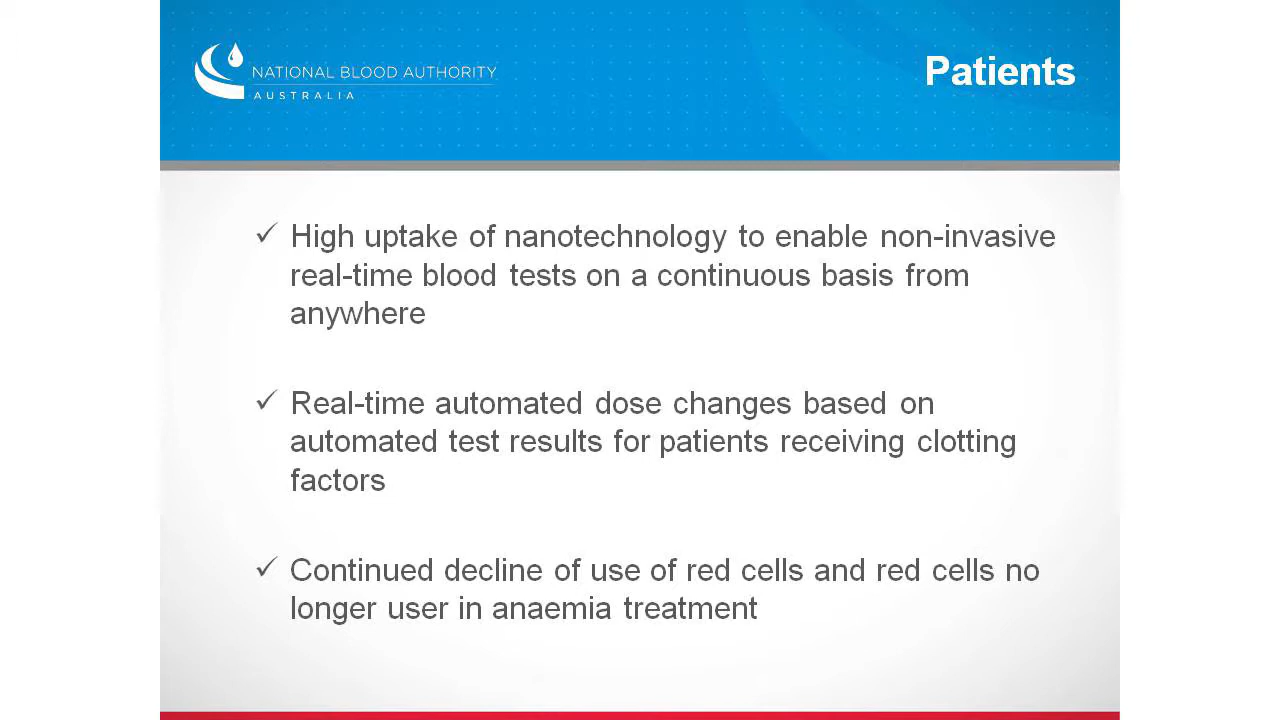 NATIONAL BLOOD AUTHORITY
AUSTRALIA
Patients
✓ High uptake of nanotechnology to enable non-invasive
real-time blood tests on a continuous basis from
anywhere
✓ Real-time automated dose changes based on
automated test results for patients receiving clotting
factors
✓ Continued decline of use of red cells and red cells no
longer user in anaemia treatment